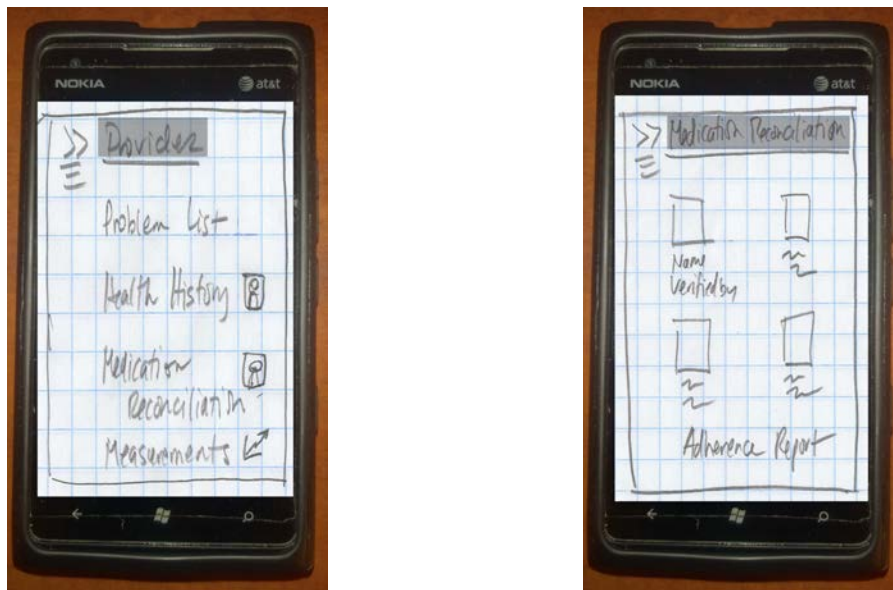 NOKIA
at&t
Provider
Problem List
Health History
Medication
Reconciliation
Measurements
NOKIA
at&t
Medication Reconciliation
Name
Verified by
Adherence Report